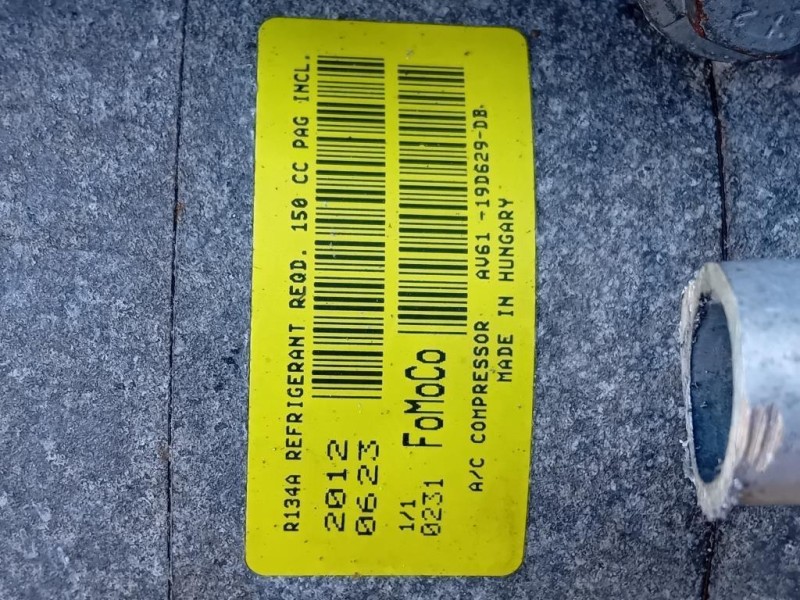 R134A REFRIGERANT REQD. 150 CC PAG INCL.
2012
0623
1/1
0231 FoMoCo
A/C COMPRESSOR AV61 -19D629-DB
MADE IN HUNGARY